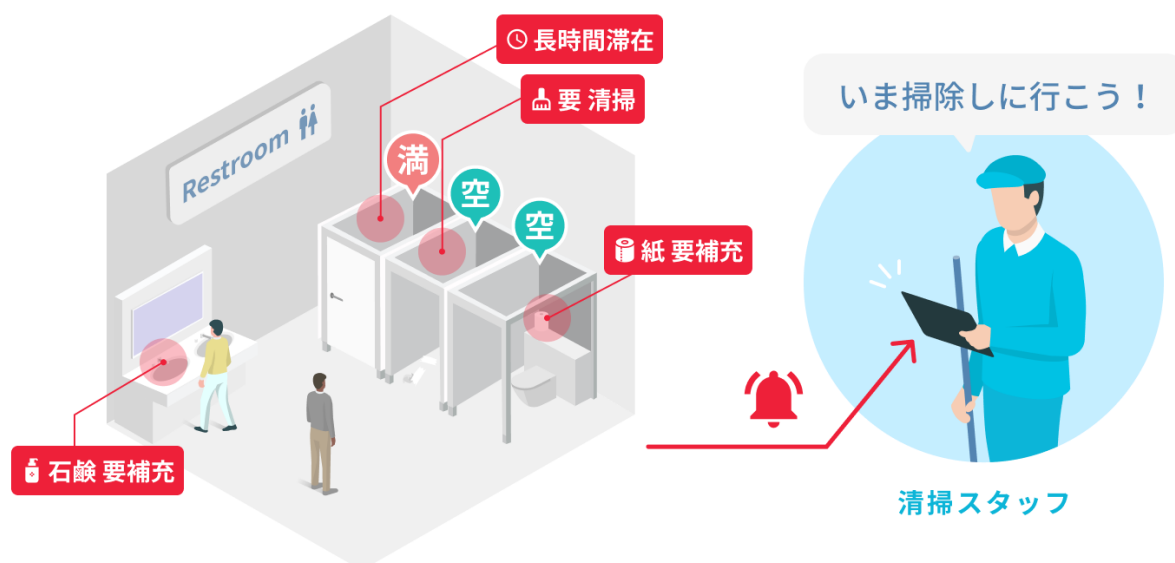 長時間滞在
要 清掃
いま掃除しに行こう！
Restroom
満
空
空
紙 要補充
石鹸 要補充
清掃スタッフ